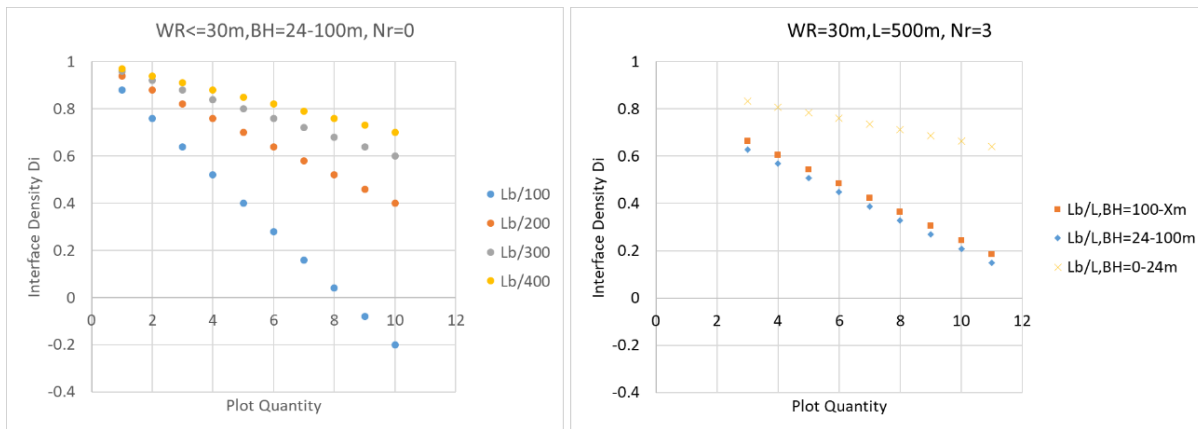 WR<=30m,BH=24-100m, Nr=0
1
0.8
0.6
0.4
0.2
0
-0.2
-0.4
0
2
4
6
8
10
12
Interface Density Di
Plot Quantity
Lb/100
Lb/200
Lb/300
Lb/400
WR=30m,L=500m, Nr=3
1
0.8
0.6
0.4
0.2
0
-0.2
-0.4
0
2
4
6
8
10
12
Interface Density Di
Plot Quantity
Lb/L,BH=100-Xm
Lb/L,BH=24-100m
Lb/L,BH=0-24m